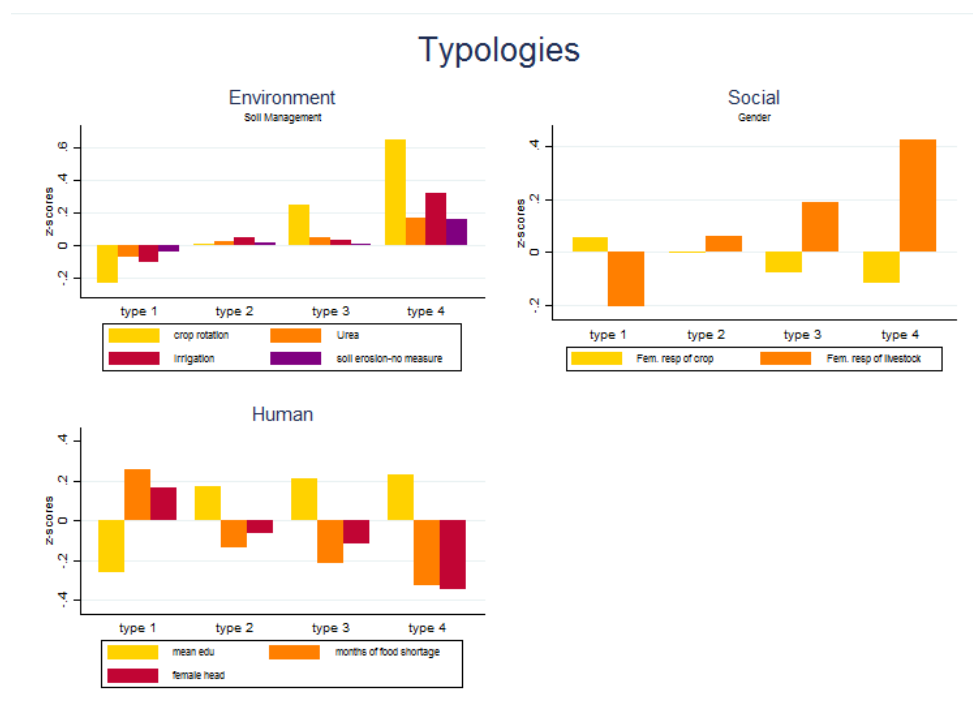 Typologies
Environment
Soil Management
z-scores
.6
.4
.2
0
-.2
type 1 type 2 type 3 type 4
crop rotation Urea
irrigation soil erosion-no measure
Social
Gender
z-scores
.4
.2
0
-.2
type 1 type 2 type 3 type 4
Fem. resp of crop Fem. resp of livestock
Human
z-scores
.4
.2
0
-.2
-.4
type 1 type 2 type 3 type 4
mean edu months of food shortage
female head